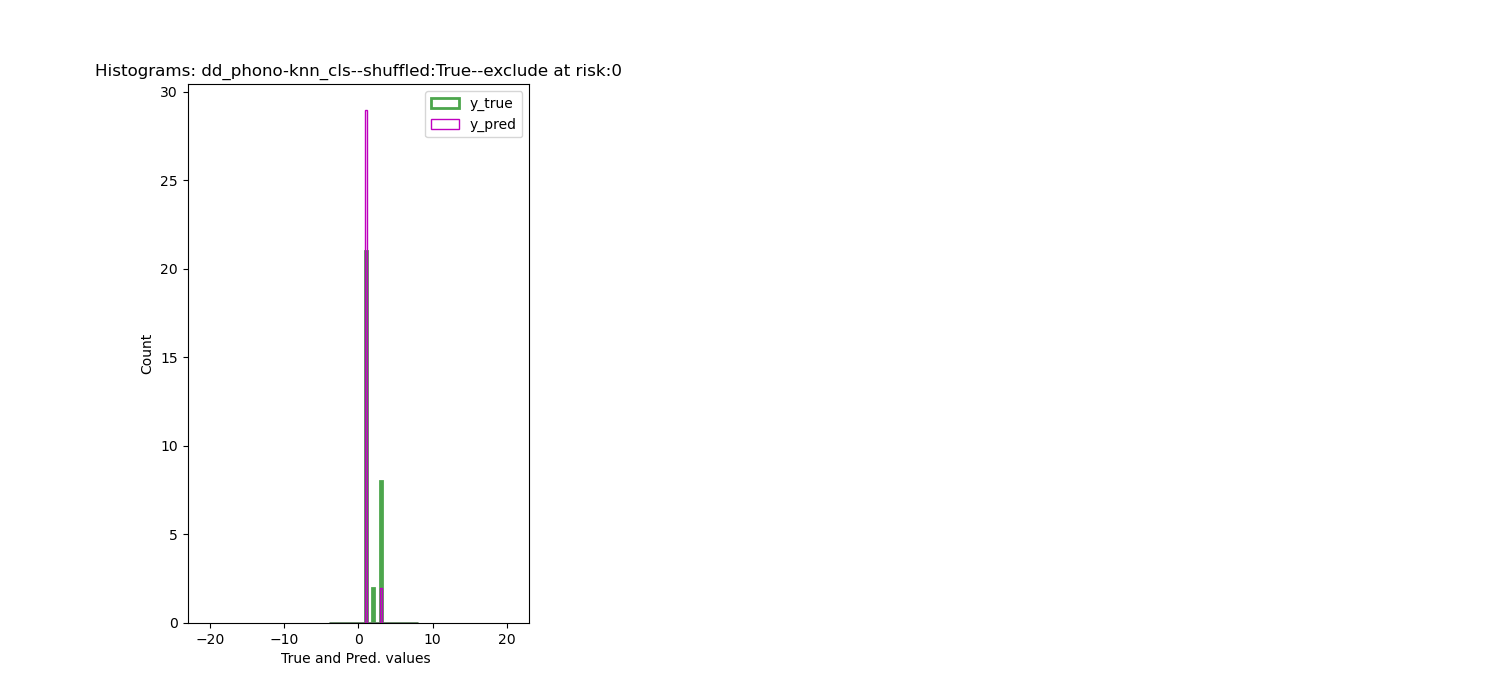 Histograms: dd_phono-knn_cls--shuffled:True--exclude at risk:0
y_true
y_pred
30
25
20
15
10
5
0
Count
−20 −10 0 10 20
True and Pred. values